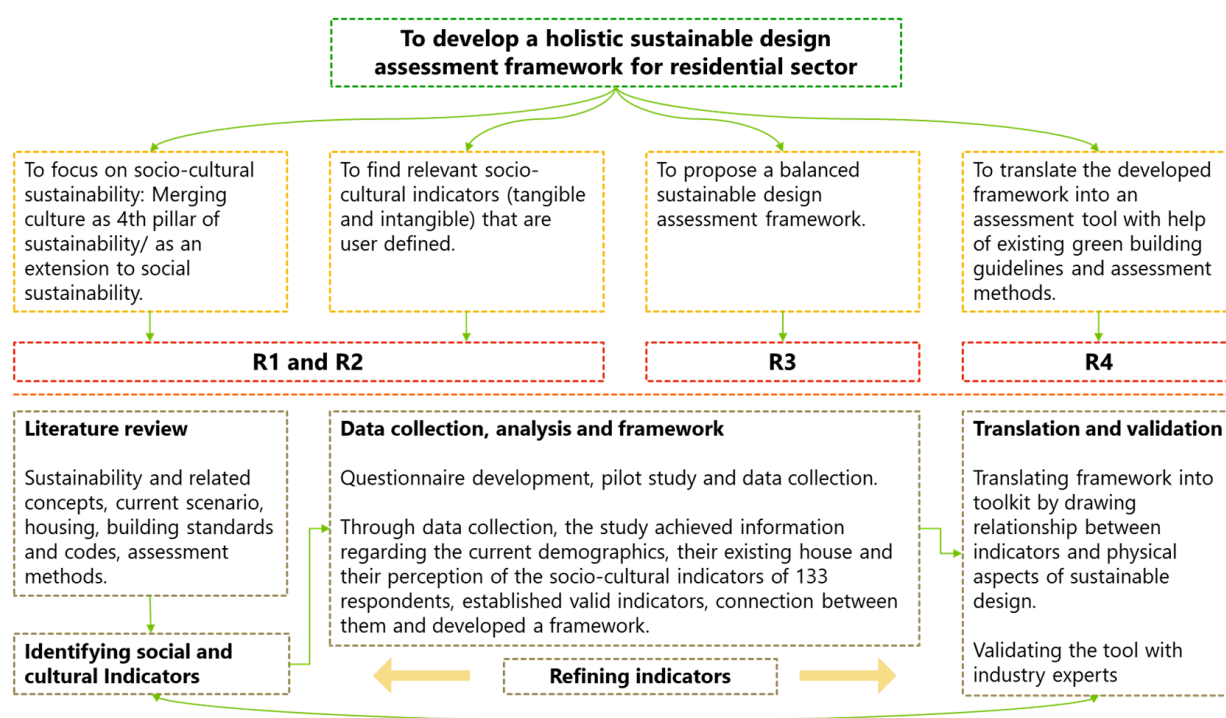 To develop a holistic sustainable design
assessment framework for residential sector
To focus on socio-cultural
sustainability: Merging
culture as 4th pillar of
sustainability/ as an
extension to social
sustainability.
To find relevant socio-
cultural indicators (tangible
and intangible) that are
user defined.
To propose a balanced
sustainable design
assessment framework.
To translate the developed
framework into an
assessment tool with help
of existing green building
guidelines and assessment
methods.
R1 and R2
R3
R4
Literature review
Sustainability and related
concepts, current scenario,
housing, building standards
and codes, assessment
methods.
Identifying social and
cultural Indicators
Data collection, analysis and framework
Questionnaire development, pilot study and data collection.
Through data collection, the study achieved information
regarding the current demographics, their existing house and
their perception of the socio-cultural indicators of 133
respondents, established valid indicators, connection between
them and developed a framework.
Refining indicators
Translation and validation
Translating framework into
toolkit by drawing
relationship between
indicators and physical
aspects of sustainable
design.
Validating the tool with
industry experts